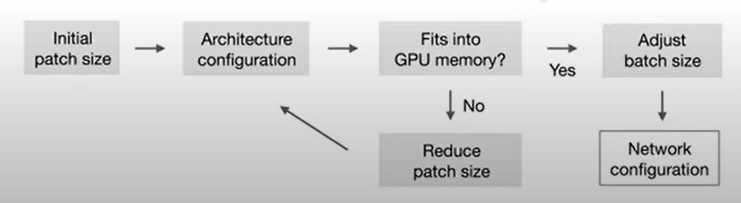 Initial
patch size
Architecture
configuration
Fits into
GPU memory?
Yes
Adjust
batch size
No
Reduce
patch size
Network
configuration